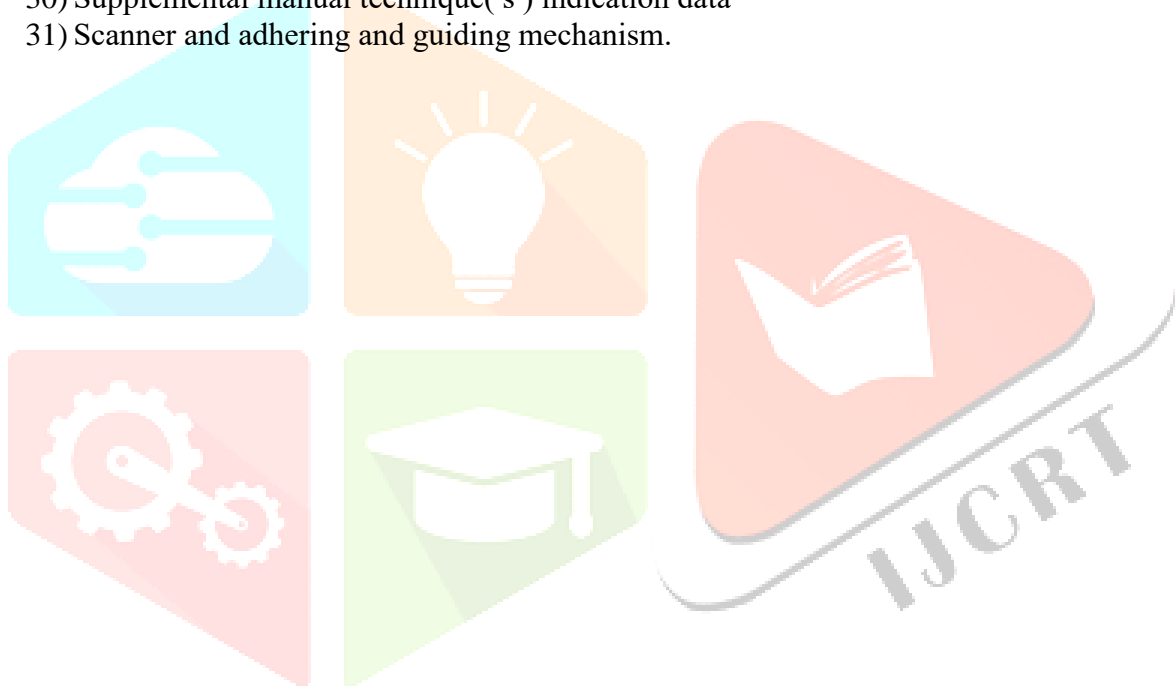 30) Supplemental manual technique( s ) indication data
31) Scanner and adhering and guiding mechanism.
IJCRT